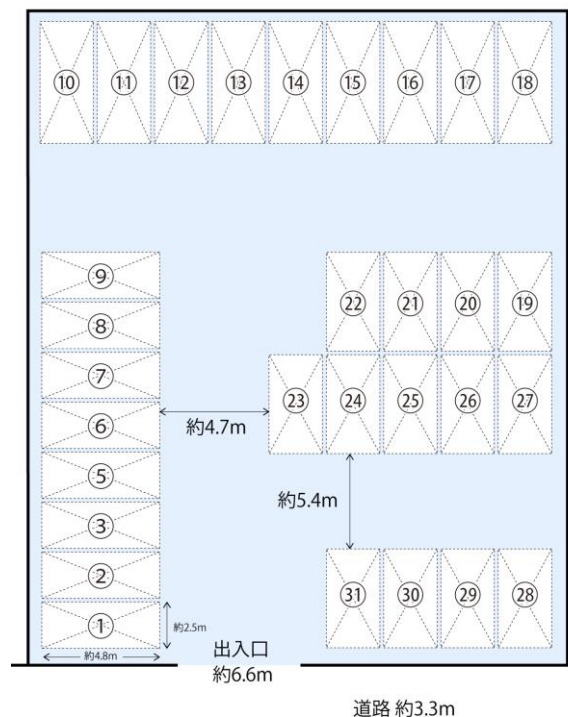 ⑩ ⑪ ⑫ ⑬ ⑭ ⑮ ⑯ ⑰ ⑱
⑨
㉒ ㉑ ⑳ ⑲
⑧
⑦
㉓ ㉔ ㉕ ㉖ ㉗
⑥
約4.7m
⑤
約5.4m
③
②
㉛ ㉚ ㉙ ㉘
①
約2.5m
約4.8m
出入口
約6.6m
道路 約3.3m